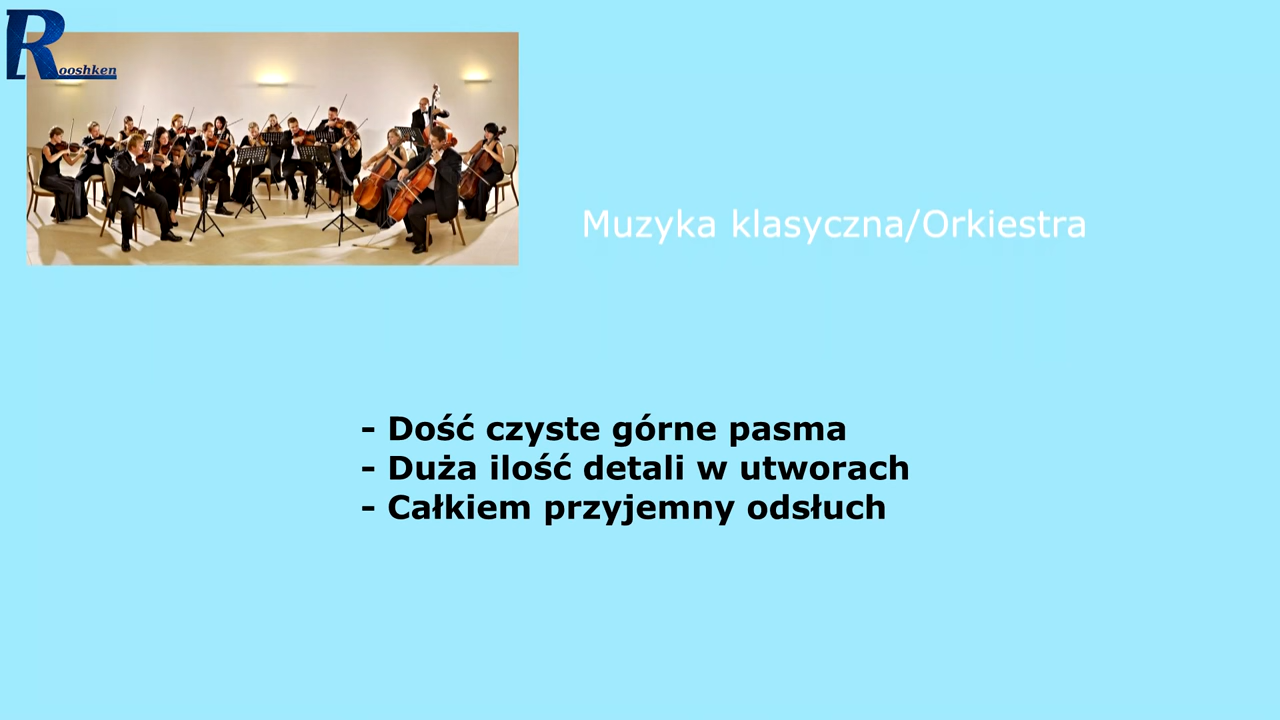 Rooshken
Muzyka klasyczna/Orkiestra
- Dość czyste górne pasma
- Duża ilość detali w utworach
- Całkiem przyjemny odsłuch